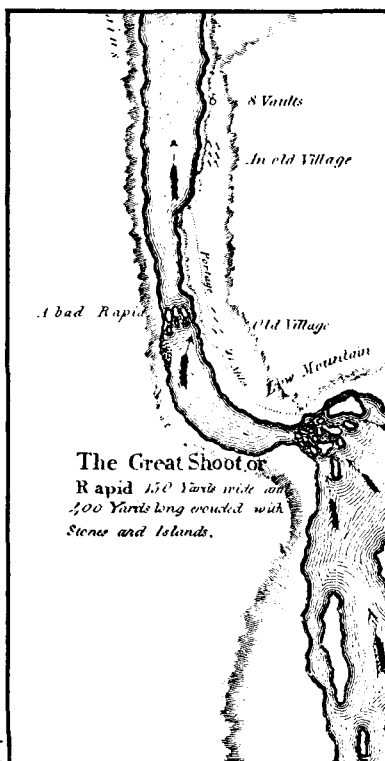 8 Vaults
An old Village
Portage
A bad Rapid
Old Village
Low Mountain
The Great Shoot or
Rapid 150 Yards wide and
400 Yards long crouded with
Stones and Islands.